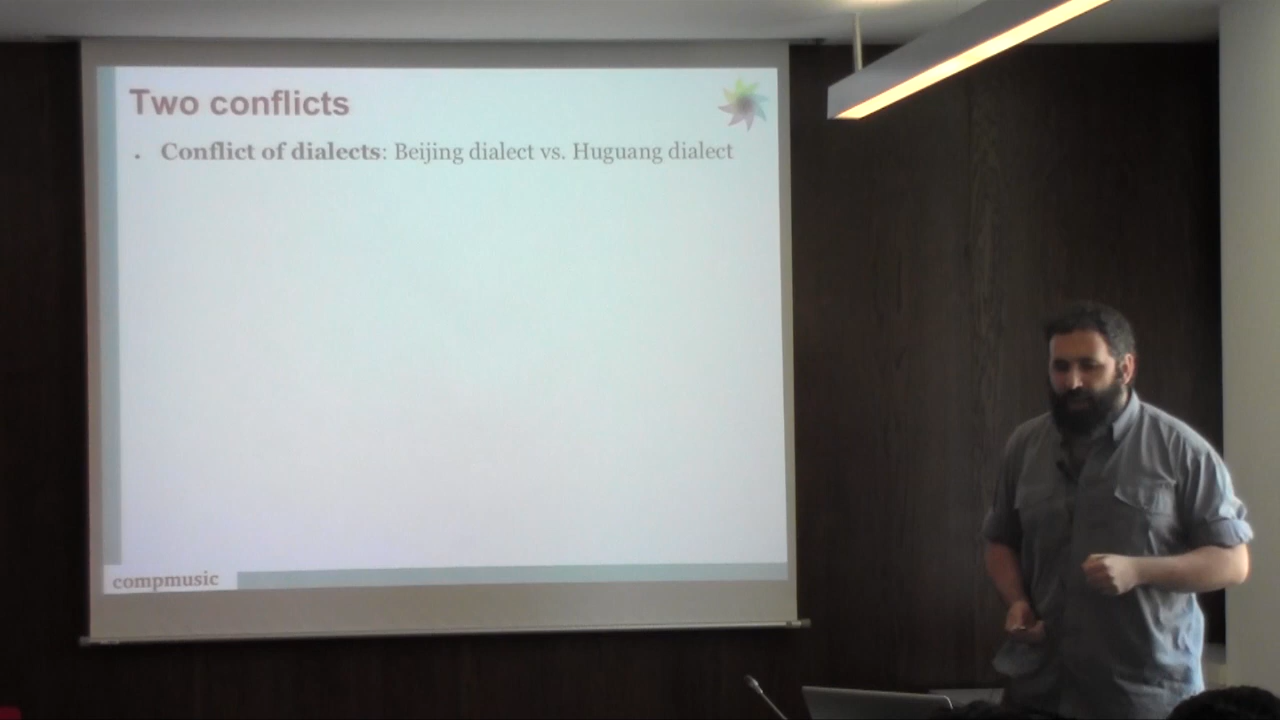 Two conflicts
. Conflict of dialects: Beijing dialect vs. Huguang dialect
compmusic